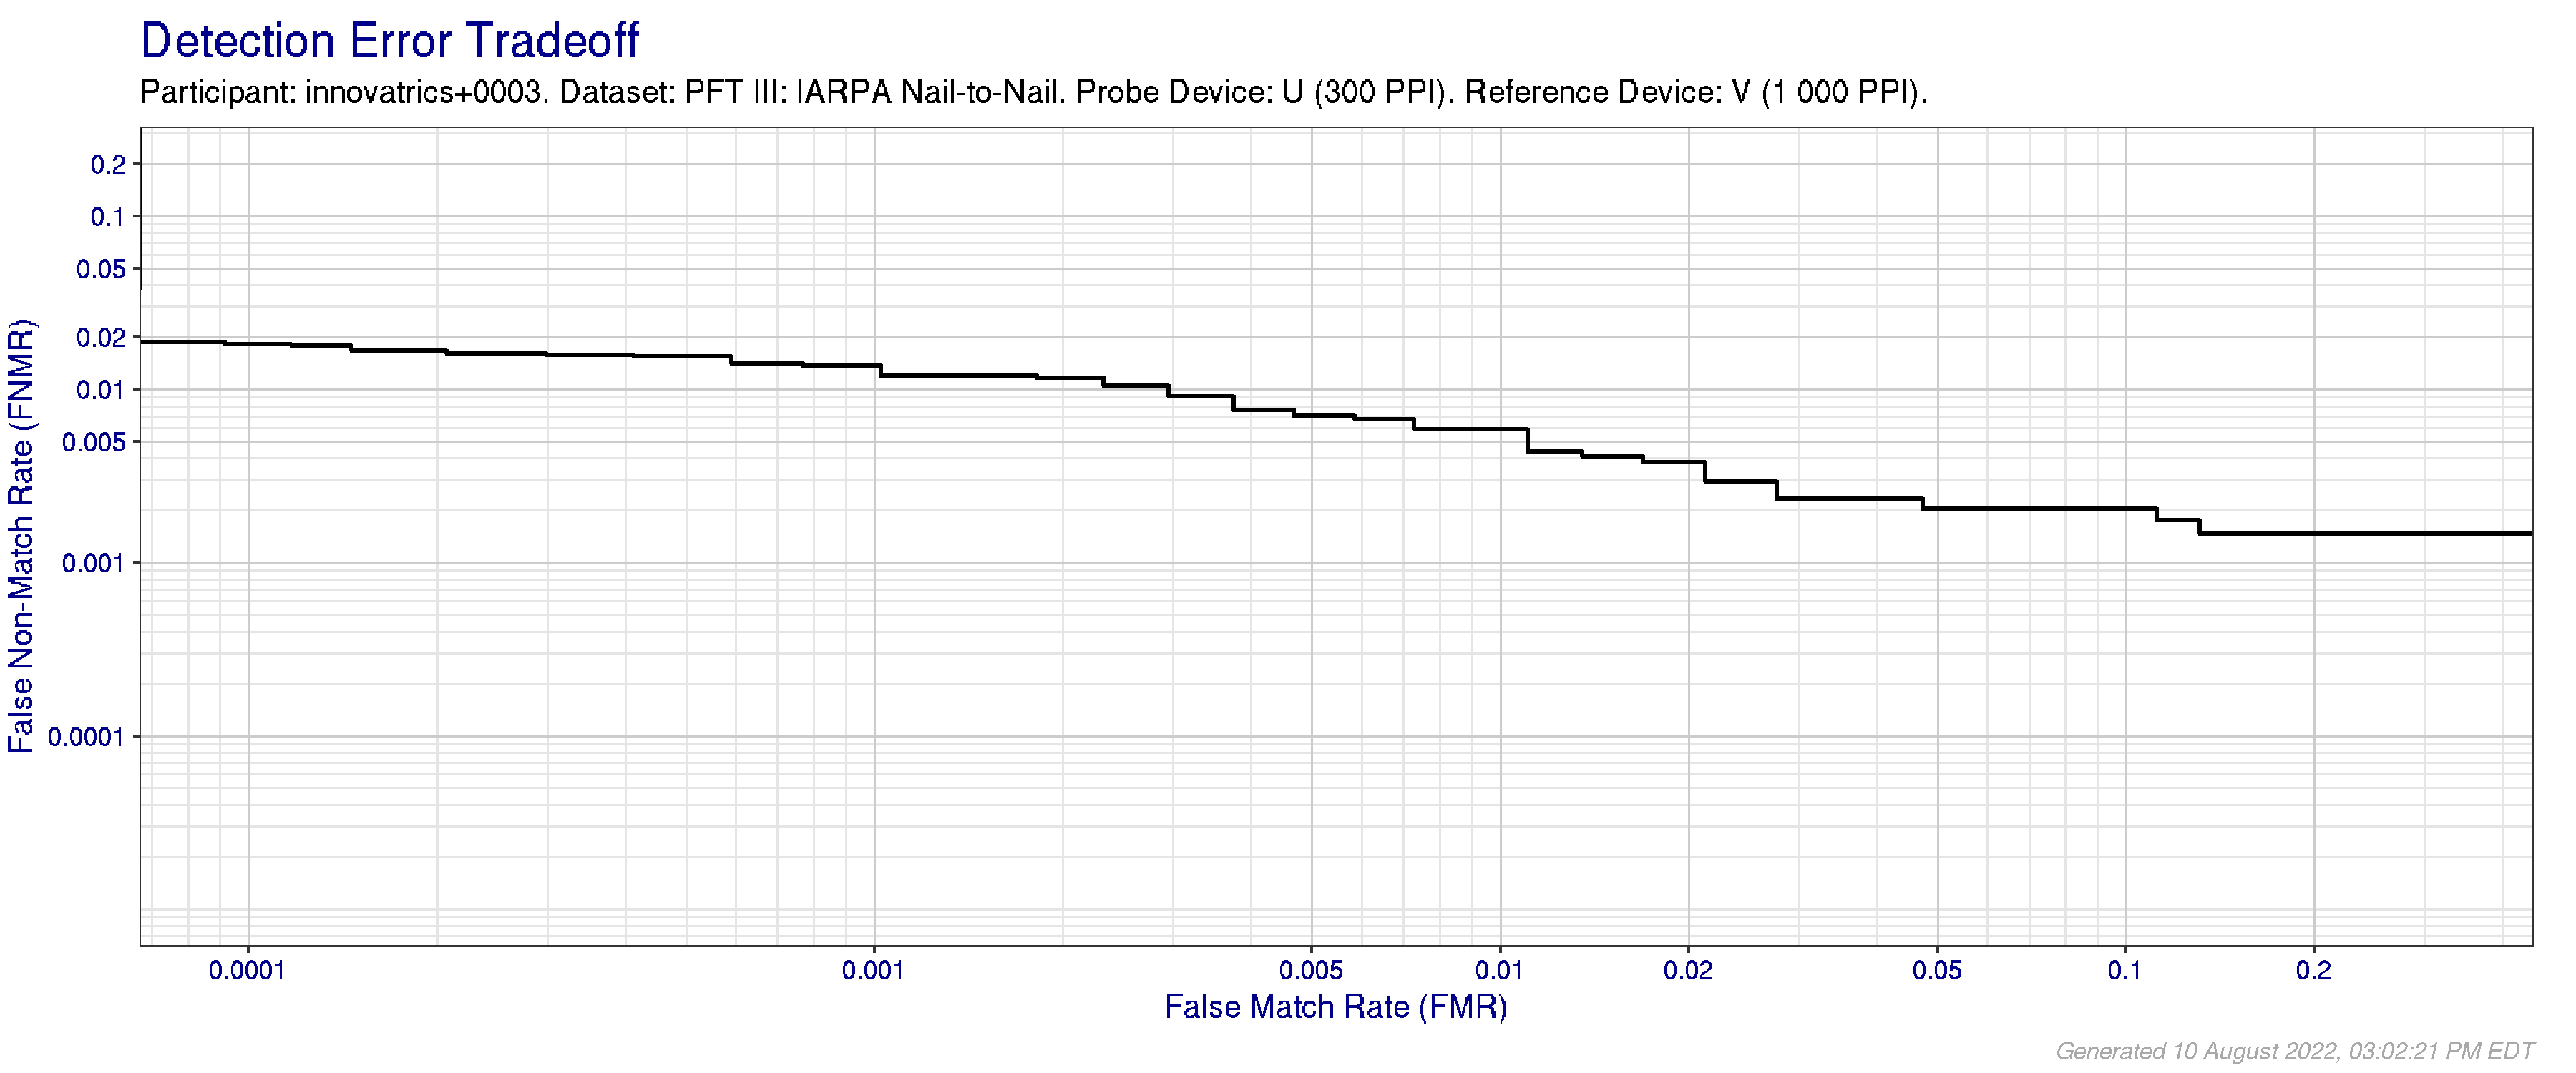 Detection Error Tradeoff
Participant: innovatrics+0003. Dataset: PFT III: IARPA Nail-to-Nail. Probe Device: U (300 PPI). Reference Device: V (1 000 PPI).
False Non-Match Rate (FNMR)
0.2
0.1
0.05
0.02
0.01
0.005
0.001
0.0001
0.0001 0.001 0.005 0.01 0.02 0.05 0.1 0.2
False Match Rate (FMR)
Generated 10 August 2022, 03:02:21 PM EDT